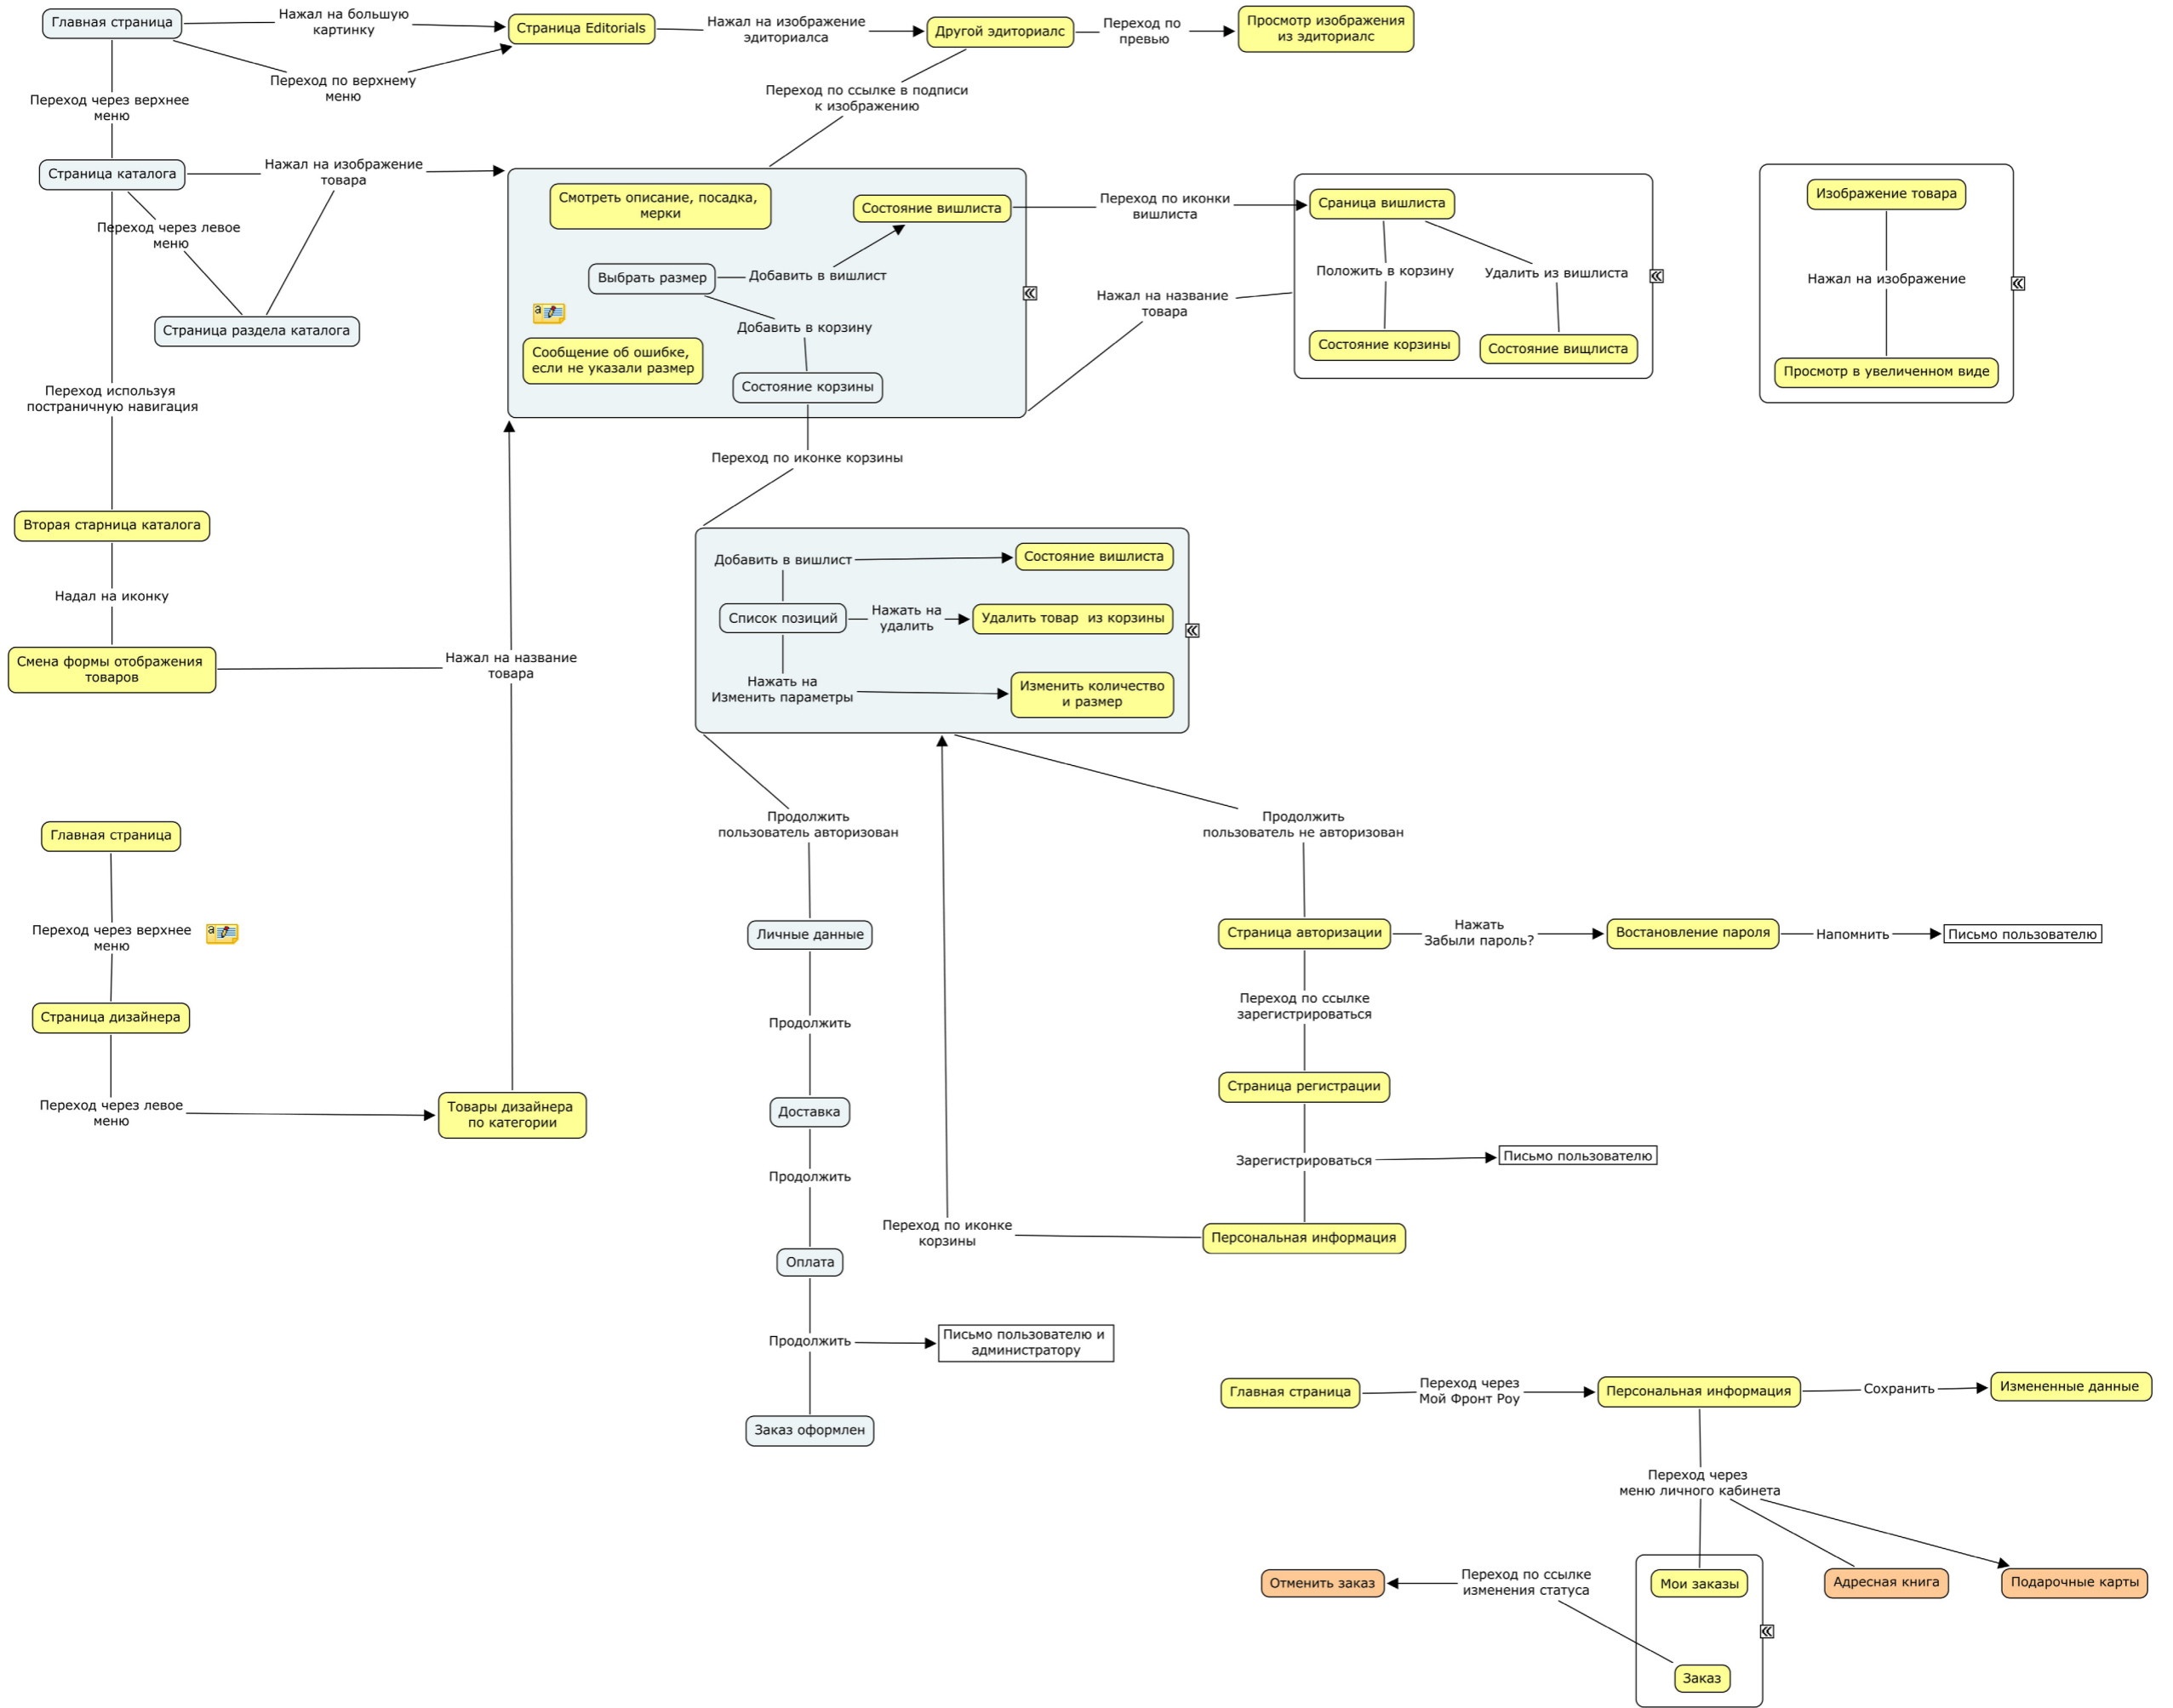 Главная страница
Нажал на большую
картинку
Страница Editorials
Нажал на изображение
эдиториалса
Другой эдиториалс
Переход по
превью
Просмотр изображения
из эдиториалс
Переход по верхнему
меню
Переход через верхнее
меню
Переход по ссылке в подписи
к изображению
Страница каталога
Нажал на изображение
товара
Переход через левое
меню
Страница раздела каталога
Смотреть описание, посадка,
мерки
Состояние вишлиста
Выбрать размер
Добавить в вишлист
Добавить в корзину
Сообщение об ошибке,
если не указали размер
Состояние корзины
Переход по иконки
вишлиста
Нажал на название
товара
Сраница вишлиста
Положить в корзину
Удалить из вишлиста
Состояние корзины
Состояние вищлиста
Изображение товара
Нажал на изображение
Просмотр в увеличенном виде
Переход используя
постраничную навигация
Переход по иконке корзины
Вторая старница каталога
Надал на иконку
Смена формы отображения
товаров
Нажал на название
товара
Добавить в вишлист
Состояние вишлиста
Список позиций
Нажать на
удалить
Удалить товар  из корзины
Нажать на
Изменить параметры
Изменить количество
и размер
Главная страница
Переход через верхнее
меню
Страница дизайнера
Переход через левое
меню
Товары дизайнера
по категории
Продолжить
пользователь авторизован
Личные данные
Продолжить
Доставка
Продолжить
Оплата
Продолжить
Письмо пользователю и
администратору
Заказ оформлен
Продолжить
пользователь не авторизован
Страница авторизации
Нажать
Забыли пароль?
Востановление пароля
Напомнить
Письмо пользователю
Переход по ссылке
зарегистрироваться
Страница регистрации
Зарегистрироваться
Письмо пользователю
Переход по иконке
корзины
Персональная информация
Главная страница
Переход через
Мой Фронт Роу
Персональная информация
Сохранить
Измененные данные
Переход через
меню личного кабинета
Отменить заказ
Переход по ссылке
изменения статуса
Мои заказы
Адресная книга
Подарочные карты
Заказ